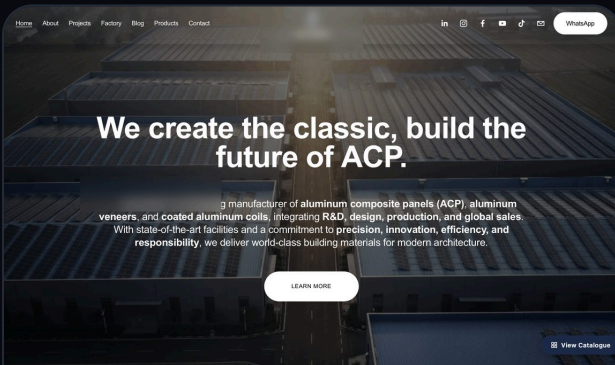 Home About Projects Factory Blog Products Contact
WhatsApp
We create the classic, build the
future of ACP.
manufacturer of aluminum composite panels (ACP), aluminum
veneers, and coated aluminum coils, integrating R&D, design, production, and global sales.
With state-of-the-art facilities and a commitment to precision, innovation, efficiency, and
responsibility, we deliver world-class building materials for modern architecture.
LEARN MORE
View Catalogue